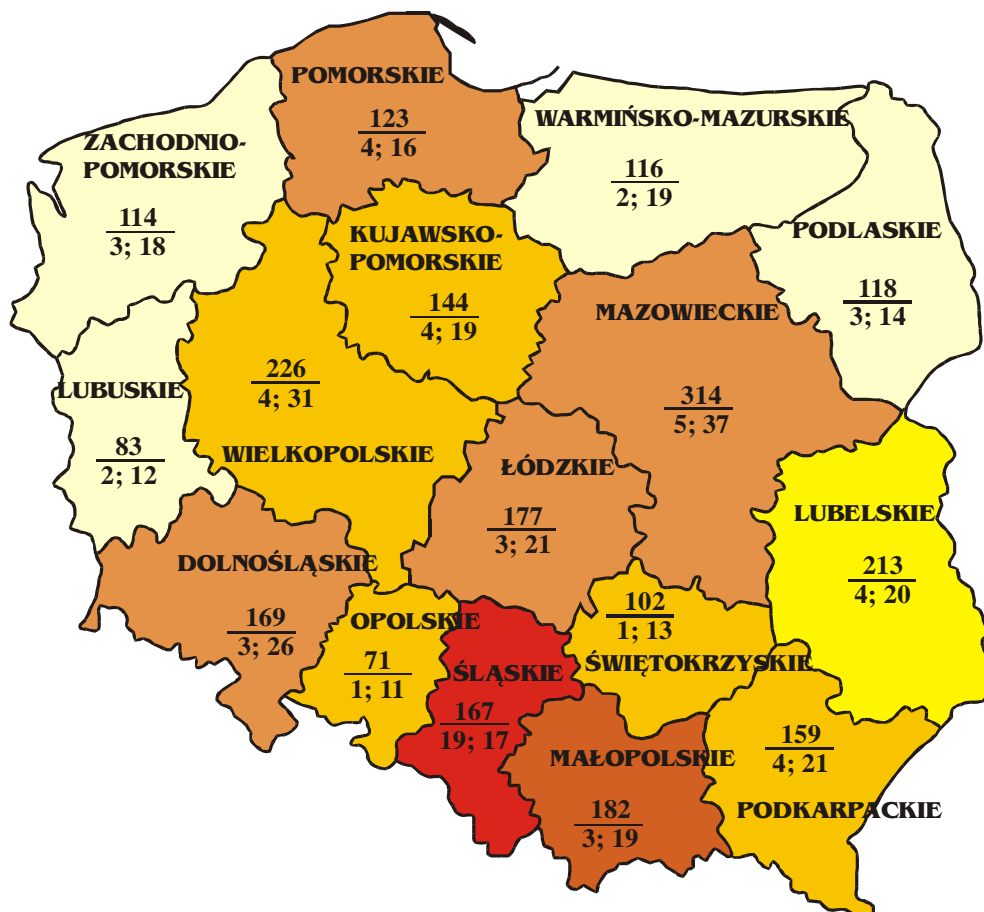 POMORSKIE
123
4; 16
ZACHODNIO-
POMORSKIE
114
3; 18
WARMIŃSKO-MAZURSKIE
116
2; 19
PODLASKIE
118
3; 14
KUJAWSKO-
POMORSKIE
144
4; 19
MAZOWIECKIE
314
5; 37
LUBUSKIE
83
2; 12
226
4; 31
WIELKOPOLSKIE
ŁÓDZKIE
177
3; 21
LUBELSKIE
213
4; 20
DOLNOŚLĄSKIE
169
3; 26
OPOLSKIE
71
1; 11
ŚLĄSKIE
167
19; 17
102
1; 13
ŚWIĘTOKRZYSKIE
MAŁOPOLSKIE
182
3; 19
159
4; 21
PODKARPACKIE